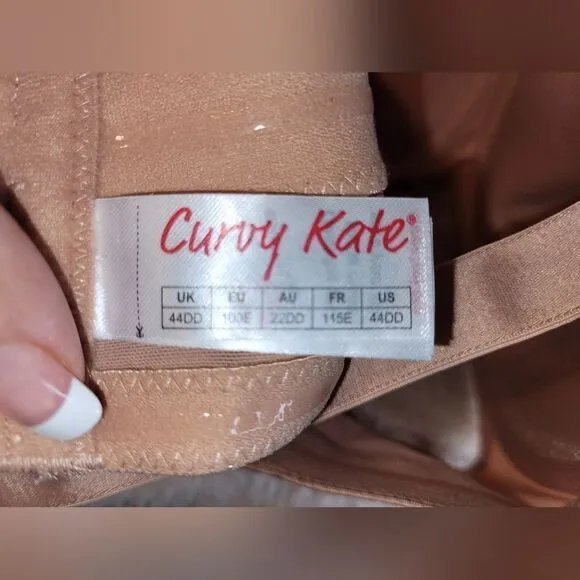 Curvy Kate®
UK EU AU FR US
44DD 100E 22DD 115E 44DD